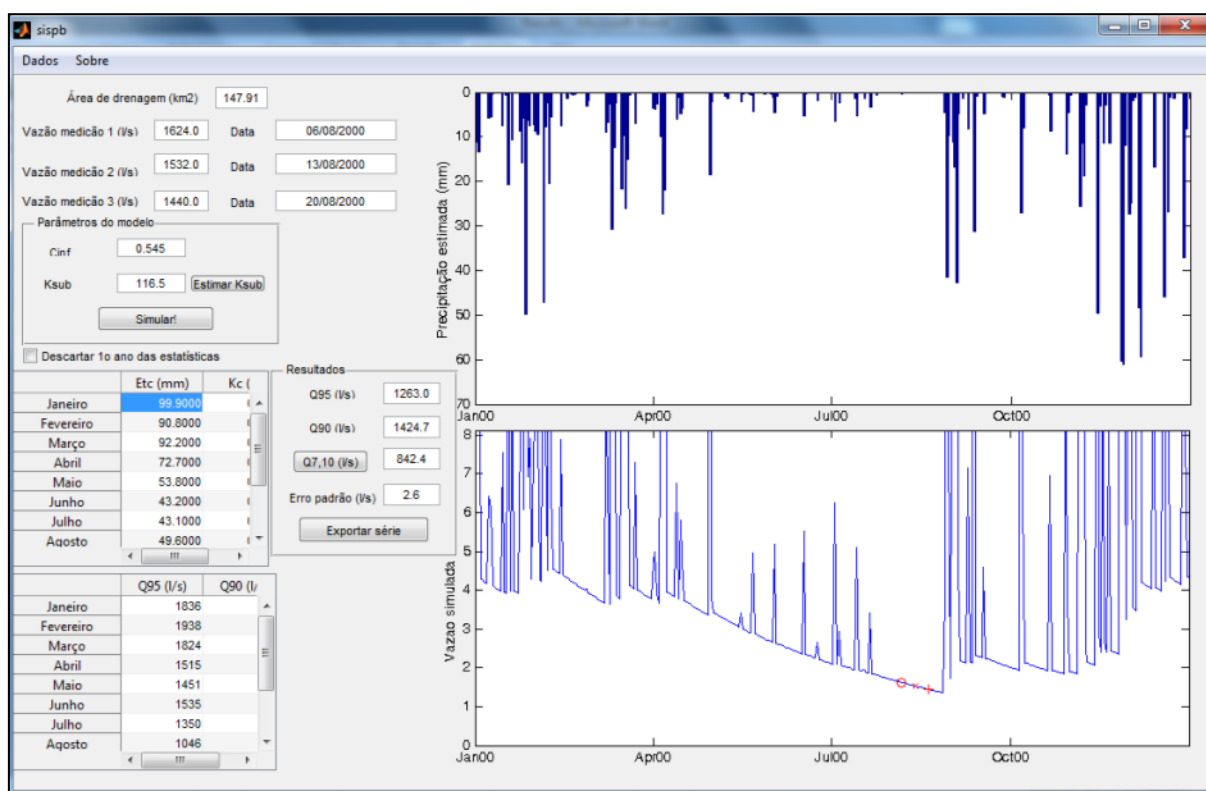 sispb
Dados Sobre
Área de drenagem (km2) 147.91
Vazão medicão 1 (l/s) 1624.0 Data 06/08/2000
Vazão medicão 2 (l/s) 1532.0 Data 13/08/2000
Vazão medicão 3 (l/s) 1440.0 Data 20/08/2000
Parâmetros do modelo
Cinf 0.545
Ksub 116.5 Estimar Ksub
Simular!
Descartar 1o ano das estatísticas
Etc (mm) Kc (
Janeiro 99.9000
Fevereiro 90.8000
Março 92.2000
Abril 72.7000
Maio 53.8000
Junho 43.2000
Julho 43.1000
Agosto 49.6000
Resultados
Q95 (l/s) 1263.0
Q90 (l/s) 1424.7
Q7,10 (l/s) 842.4
Erro padrão (l/s) 2.6
Exportar série
Q95 (l/s) Q90 (l/
Janeiro 1836
Fevereiro 1938
Março 1824
Abril 1515
Maio 1451
Junho 1535
Julho 1350
Agosto 1046
Precipitação estimada (mm)
0
10
20
30
40
50
60
70
Jan00 Apr00 Jul00 Oct00
Vazao simulada
8
7
6
5
4
3
2
1
0
Jan00 Apr00 Jul00 Oct00